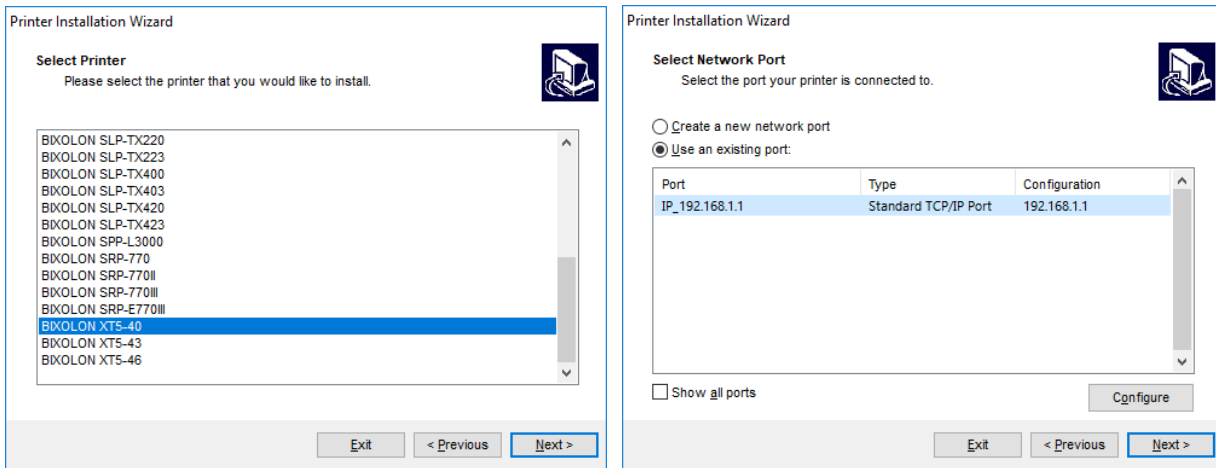 Printer Installation Wizard
Select Printer
Please select the printer that you would like to install.
BIXOLON SLP-TX220
BIXOLON SLP-TX223
BIXOLON SLP-TX400
BIXOLON SLP-TX403
BIXOLON SLP-TX420
BIXOLON SLP-TX423
BIXOLON SPP-L3000
BIXOLON SRP-770
BIXOLON SRP-770II
BIXOLON SRP-770III
BIXOLON SRP-E770III
BIXOLON XT5-40
BIXOLON XT5-43
BIXOLON XT5-46
Exit < Previous Next >
Printer Installation Wizard
Select Network Port
Select the port your printer is connected to.
Create a new network port
Use an existing port:
Port Type Configuration
IP_192.168.1.1 Standard TCP/IP Port 192.168.1.1
Show all ports
Configure
Exit < Previous Next >